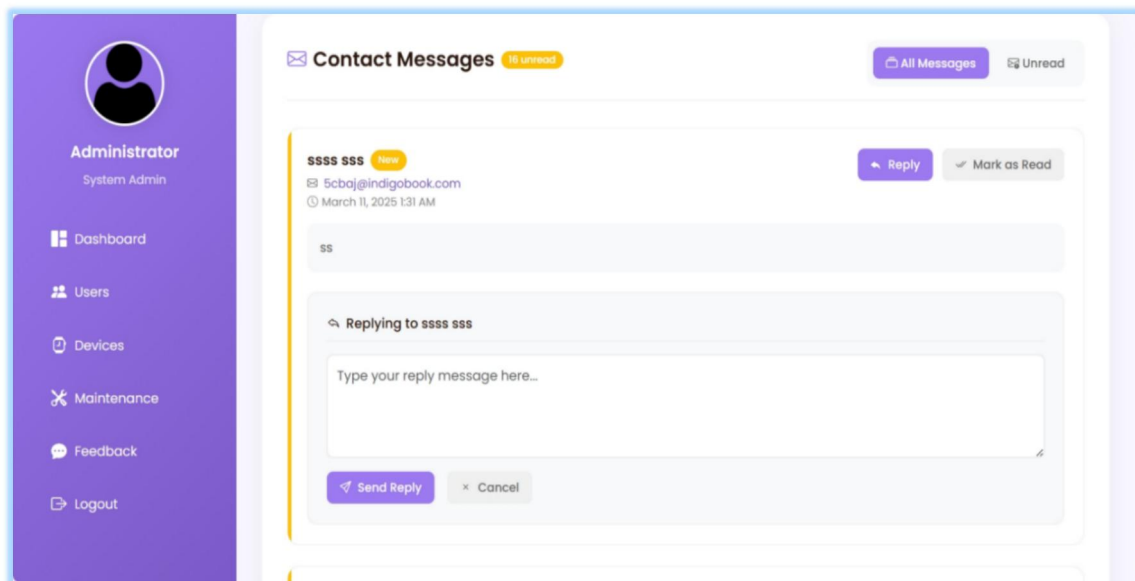 Administrator
System Admin
Dashboard
Users
Devices
Maintenance
Feedback
Logout
Contact Messages 16 unread
All Messages Unread
ssss sss New
Reply Mark as Read
5cbaj@indigobook.com
March 11, 2025 1:31 AM
ss
Replying to ssss sss
Type your reply message here...
Send Reply × Cancel